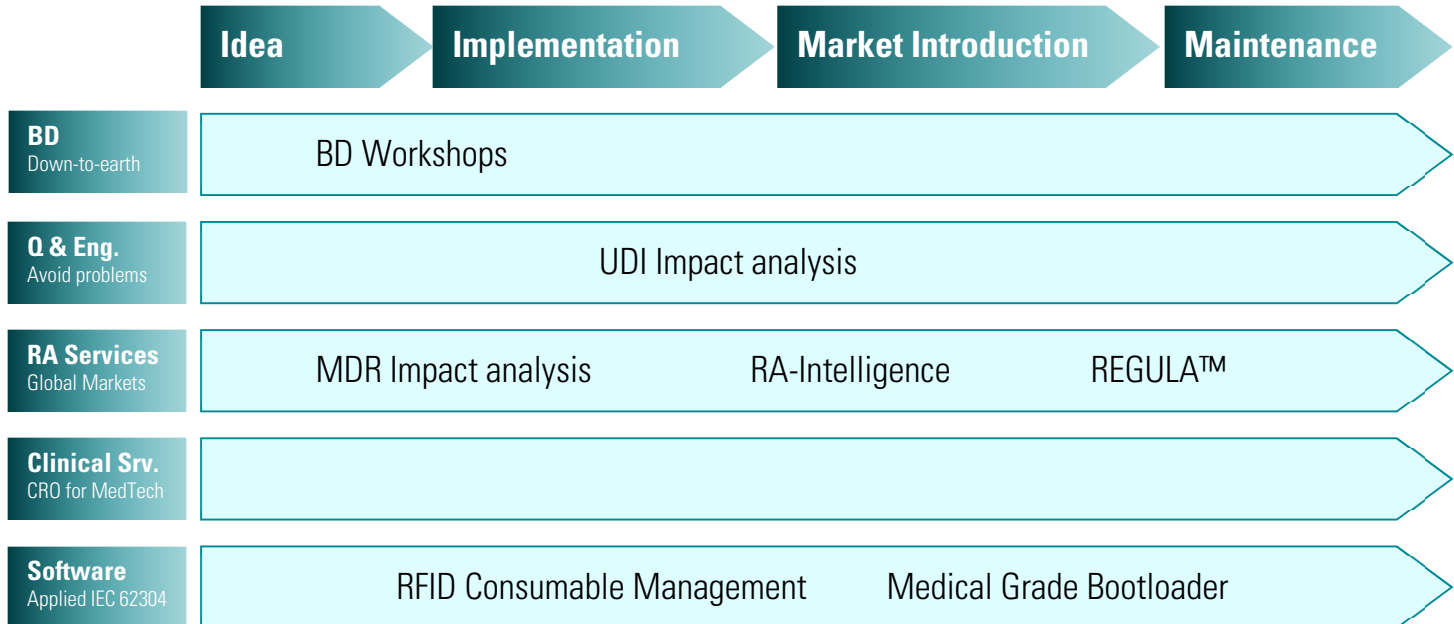 Idea Implementation Market Introduction Maintenance
BD
Down-to-earth
BD Workshops
Q & Eng.
Avoid problems
UDI Impact analysis
RA Services
Global Markets
MDR Impact analysis RA-Intelligence REGULA™
Clinical Srv.
CRO for MedTech
Software
Applied IEC 62304
RFID Consumable Management Medical Grade Bootloader